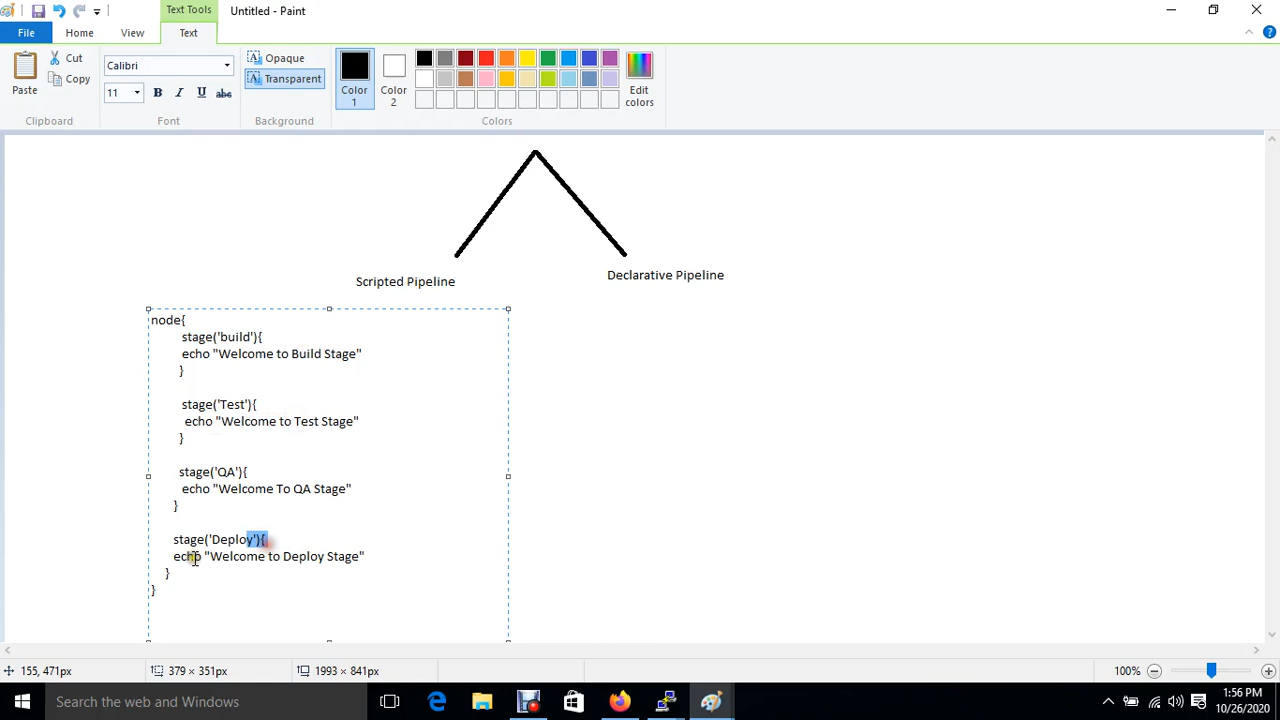 Text Tools
Untitled - Paint
File
Home
View
Text
Paste
Cut
Copy
Clipboard
Calibri
11
B I U abc
Font
Opaque
Transparent
Background
Color 1
Color 2
Edit colors
Colors
Scripted Pipeline
Declarative Pipeline
node{
stage('build'){
echo "Welcome to Build Stage"
}
stage('Test'){
echo "Welcome to Test Stage"
}
stage('QA'){
echo "Welcome To QA Stage"
}
stage('Deploy'){
echo "Welcome to Deploy Stage"
}
}
155, 471px
379 × 351px
1993 × 841px
100%
Search the web and Windows
1:56 PM
10/26/2020